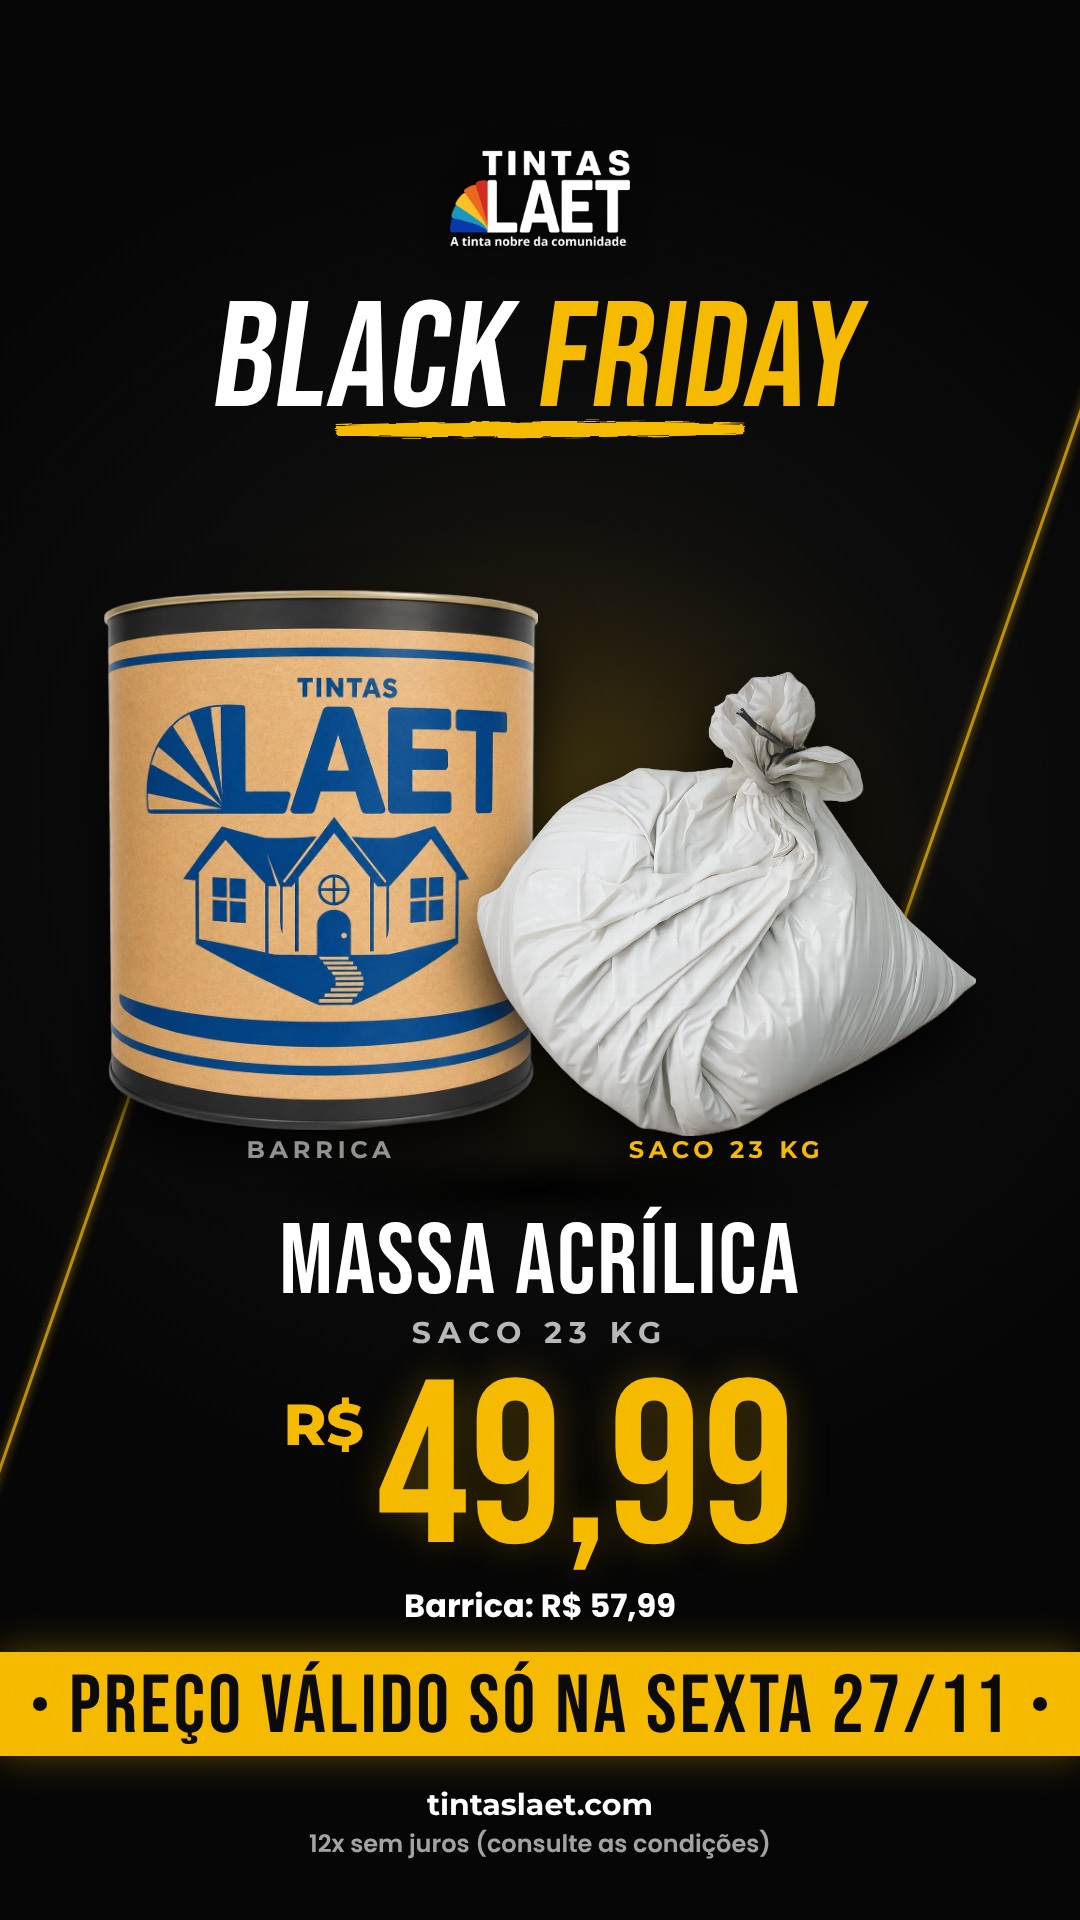 TINTAS
LAET
A tinta nobre da comunidade
BLACK FRIDAY
TINTAS
LAET
BARRICA
SACO 23 KG
MASSA ACRÍLICA
SACO 23 KG
R$ 49,99
Barrica: R$ 57,99
• PREÇO VÁLIDO SÓ NA SEXTA 27/11 •
tintaslaet.com
12x sem juros (consulte as condições)